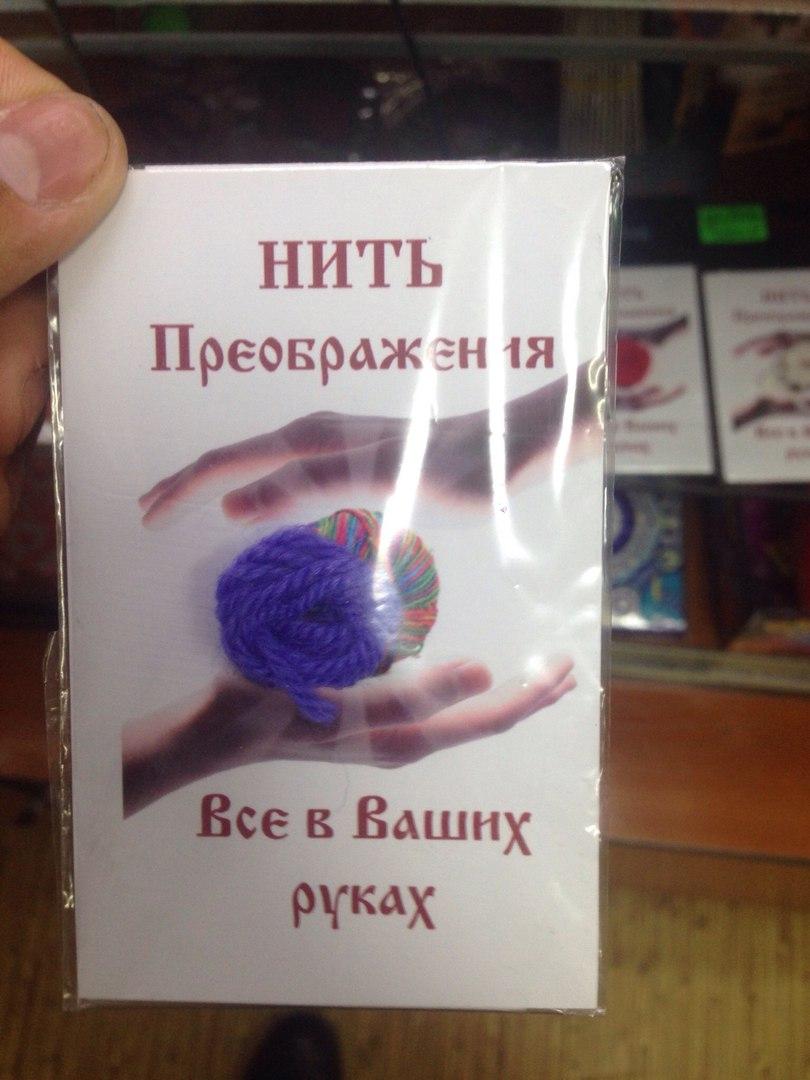 НИТЬ
Преображения
Все в Ваших
руках